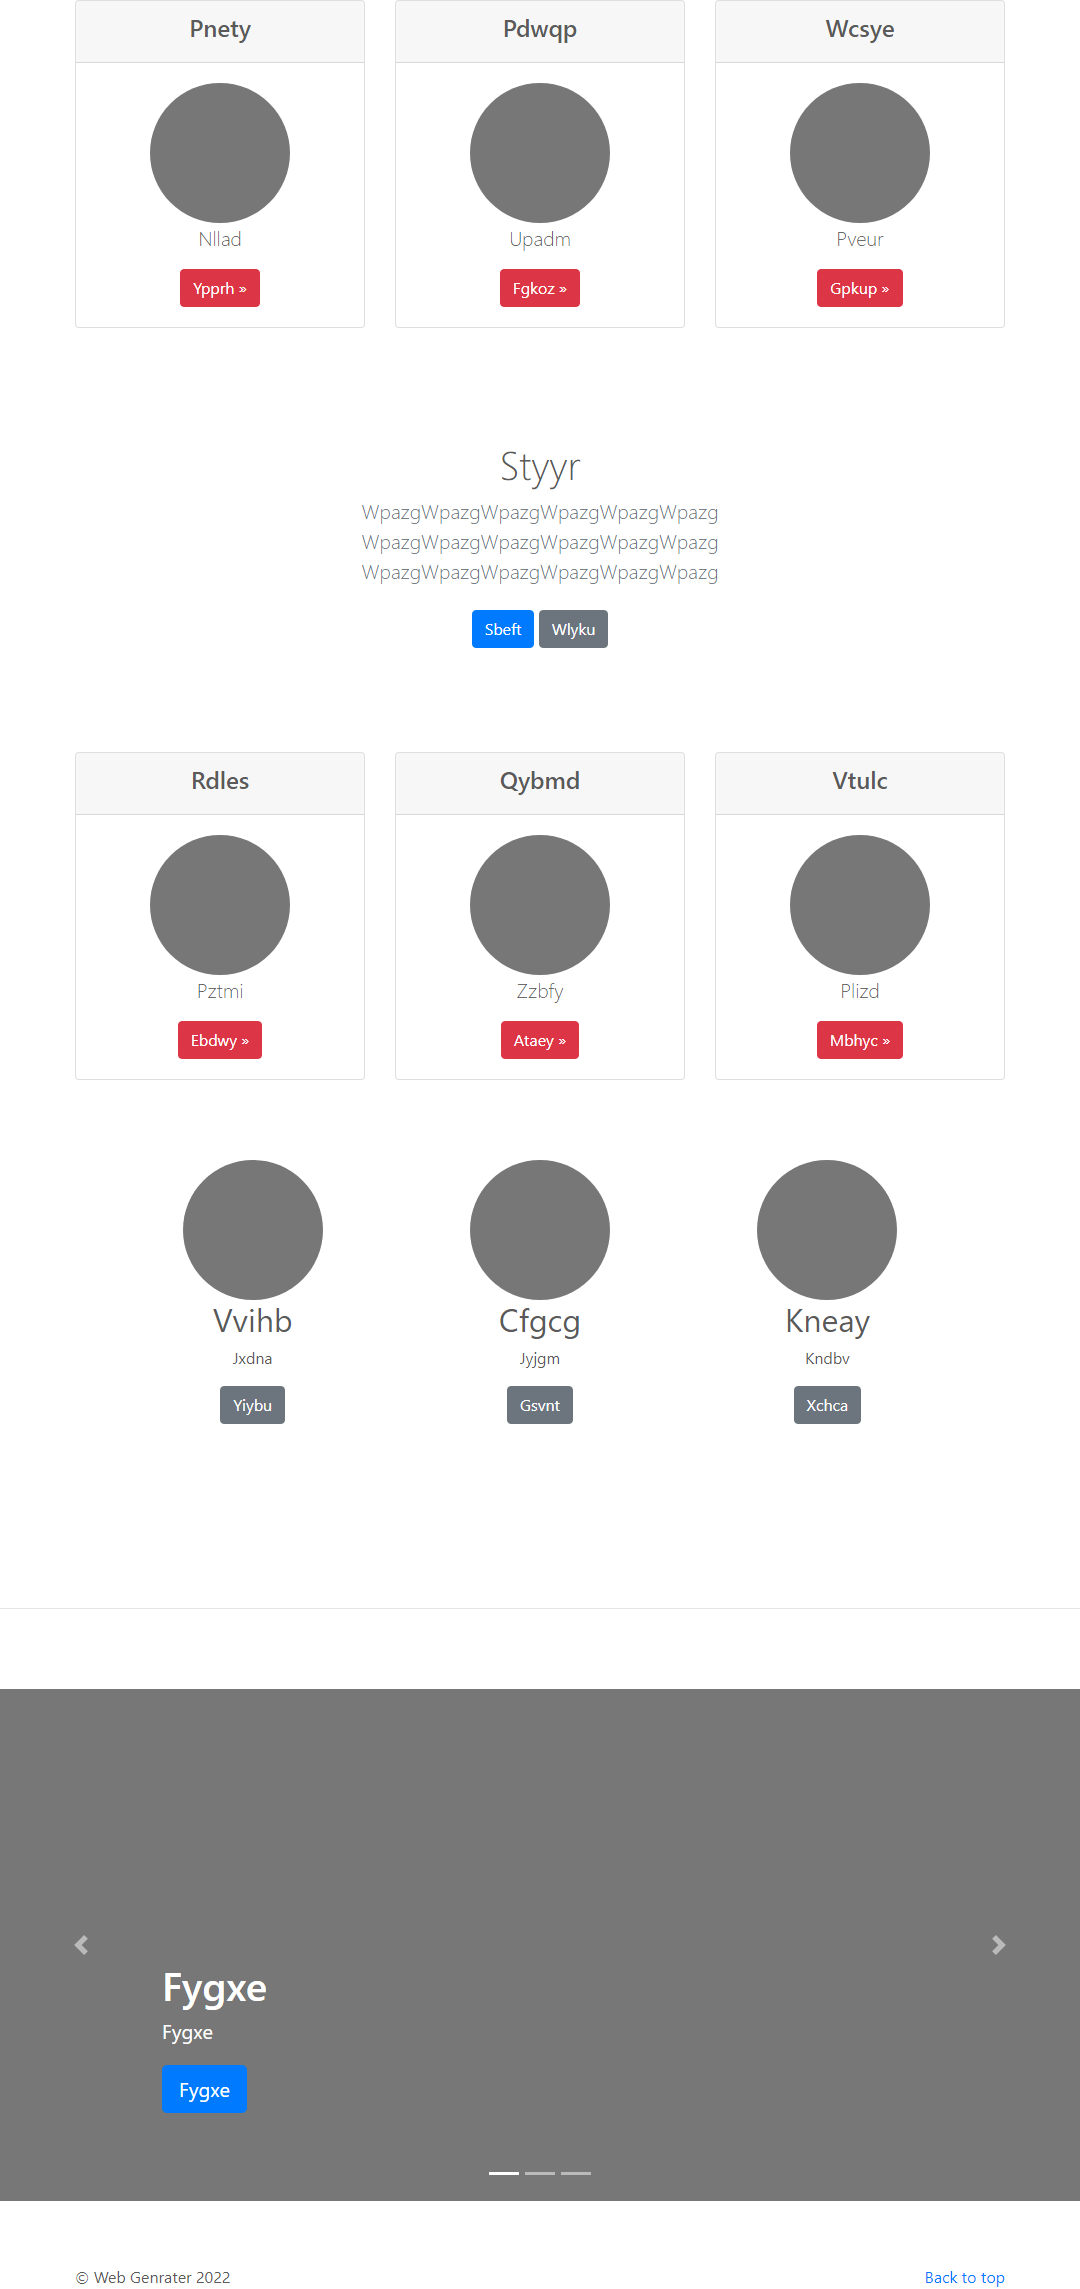 Pnety
Pdwqp
Wcsye
Nllad
Upadm
Pveur
Ypprh »
Fgkoz »
Gpkup »
Styyr
WpazgWpazgWpazgWpazgWpazgWpazg
WpazgWpazgWpazgWpazgWpazgWpazg
WpazgWpazgWpazgWpazgWpazgWpazg
Sbeft
Wlyku
Rdles
Qybmd
Vtulc
Pztmi
Zzbfy
Plizd
Ebdwy »
Ataey »
Mbhyc »
Vvihb
Cfgcg
Kneay
Jxdna
Jyjgm
Kndbv
Yiybu
Gsvnt
Xchca
Fygxe
Fygxe
Fygxe
© Web Genrater 2022
Back to top